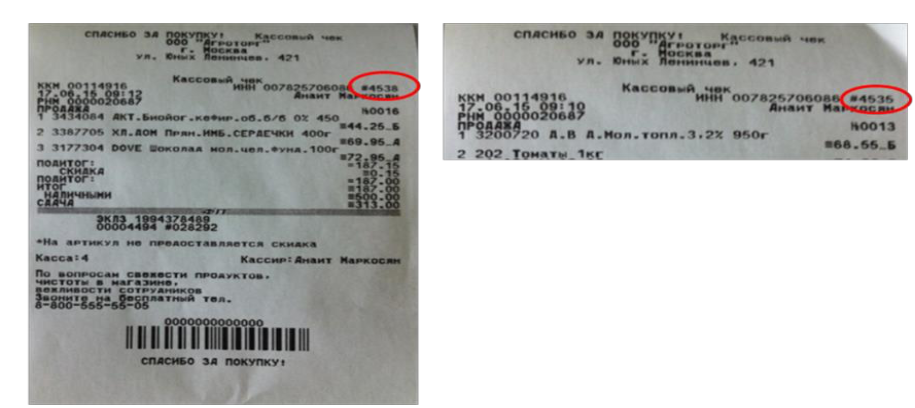 СПАСИБО ЗА ПОКУПКУ! Кассовый чек
ООО "Агроторг"
Г. Москва
ул. Юных Ленинцев, 421
Кассовый чек
ККМ 00114916 ИНН 007825706086 #4538
17.06.15 09:12 Анаит Маркосян
РНМ 0000020687
ПРОДАЖА №0016
1 3434084 АКТ.Биойог.кефир.об.б/б 0% 450
≡44.25_Б
2 3387705 ХЛ.ДОМ Прян.ИМБ.СЕРДЕЧКИ 400г
≡69.95_А
3 3177304 DOVE Шоколад мол.цел.Фунд.100г
≡72.95_А
ПОДИТОГ: =187.15
СКИДКА ≡0.15
ПОДИТОГ: =187.00
ИТОГ ≡187.00
НАЛИЧНЫМИ ≡500.00
СДАЧА ≡313.00
ФП
ЭКЛЗ 1994378489
00004494 #028292
*На артикул не предоставляется скидка
Касса:4 Кассир:Анаит Маркосян
По вопросам свежести продуктов,
чистоты в магазине,
вежливости сотрудников
Звоните на бесплатный тел.
8-800-555-55-05
0000000000000
СПАСИБО ЗА ПОКУПКУ!
СПАСИБО ЗА ПОКУПКУ! Кассовый чек
ООО "Агроторг"
Г. Москва
ул. Юных Ленинцев, 421
Кассовый чек
ККМ 00114916 ИНН 007825706086 #4535
17.06.15 09:10 Анаит Маркосян
РНМ 0000020687
ПРОДАЖА №0013
1 3200720 Д.В Д.Мол.топл.3.2% 950г
≡68.55_Б
2 202 Томаты 1кг